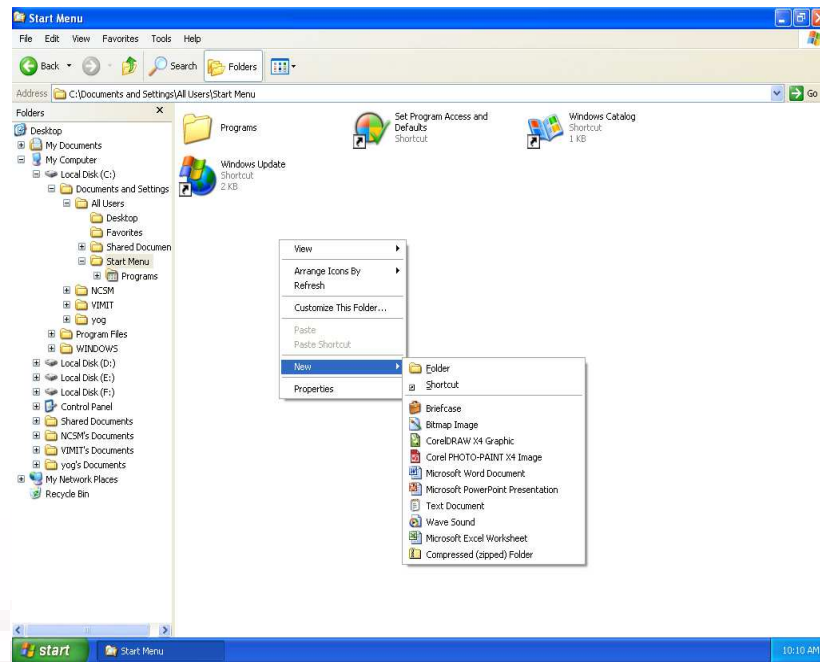 Start Menu
File Edit View Favorites Tools Help
Back Search Folders
Address C:\Documents and Settings\All Users\Start Menu Go
Folders
Desktop
My Documents
My Computer
Local Disk (C:)
Documents and Settings
All Users
Desktop
Favorites
Shared Documen
Start Menu
Programs
NCSM
VIMIT
yog
Program Files
WINDOWS
Local Disk (D:)
Local Disk (E:)
Local Disk (F:)
Control Panel
Shared Documents
NCSM's Documents
VIMIT's Documents
yog's Documents
My Network Places
Recycle Bin
Programs
Set Program Access and
Defaults
Shortcut
Windows Catalog
Shortcut
1 KB
Windows Update
Shortcut
2 KB
View
Arrange Icons By
Refresh
Customize This Folder...
Paste
Paste Shortcut
New
Properties
Folder
Shortcut
Briefcase
Bitmap Image
CorelDRAW X4 Graphic
Corel PHOTO-PAINT X4 Image
Microsoft Word Document
Microsoft PowerPoint Presentation
Text Document
Wave Sound
Microsoft Excel Worksheet
Compressed (zipped) Folder
start Start Menu 10:10 AM